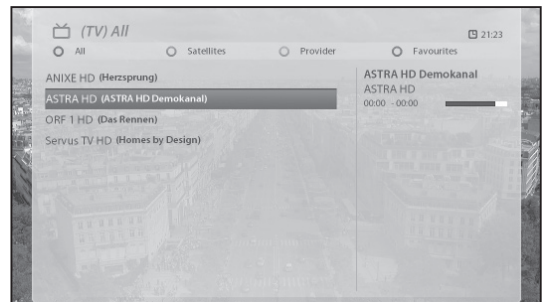 (TV) All
21:23
All Satellites Provider Favourites
ANIXE HD (Herzsprung)
ASTRA HD (ASTRA HD Demokanal)
ORF 1 HD (Das Rennen)
Servus TV HD (Homes by Design)
ASTRA HD Demokanal
ASTRA HD
00:00 - 00:00